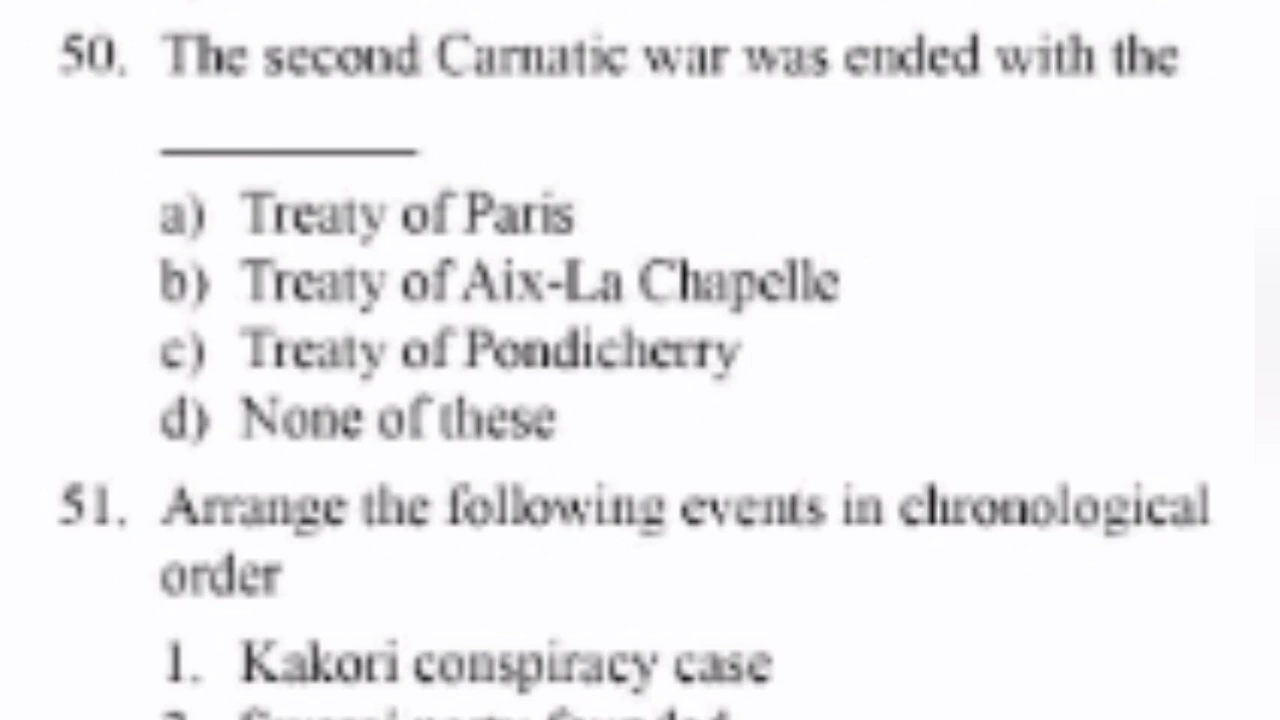 50. The second Carnatic war was ended with the
____________
a) Treaty of Paris
b) Treaty of Aix-La Chapelle
c) Treaty of Pondicherry
d) None of these
51. Arrange the following events in chronological
order
1. Kakori conspiracy case